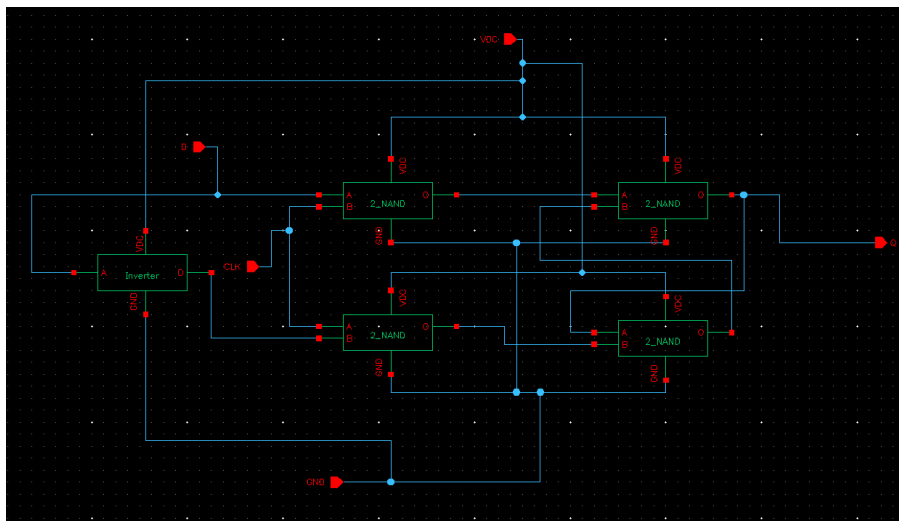 VDC
D
VDC
VDC
A
O
B
2_NAND
A
O
B
2_NAND
GND
GND
Q
CLK
VDC
A
O
Inverter
GND
VDC
VDC
A
O
B
2_NAND
A
O
B
2_NAND
GND
GND
GND